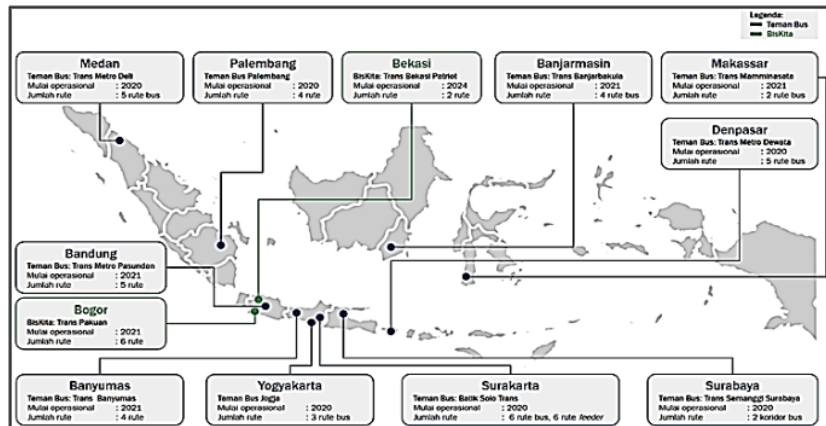 Legenda:
Teman Bus
BisKita
Medan
Teman Bus: Trans Metro Deli
Mulai operasional : 2020
Jumlah rute : 5 rute bus
Palembang
Teman Bus Palembang
Mulai operasional : 2020
Jumlah rute : 4 rute
Bekasi
BisKita: Trans Bekasi Patriot
Mulai operasional : 2024
Jumlah rute : 2 rute
Banjarmasin
Teman Bus: Trans Banjarbakula
Mulai operasional : 2021
Jumlah rute : 4 rute bus
Makassar
Teman Bus: Trans Mamminasata
Mulai operasional : 2021
Jumlah rute : 2 rute bus
Denpasar
Teman Bus: Trans Metro Dewata
Mulai operasional : 2020
Jumlah rute : 5 rute bus
Bandung
Teman Bus: Trans Metro Pasundan
Mulai operasional : 2021
Jumlah rute : 5 rute
Bogor
BisKita: Trans Pakuan
Mulai operasional : 2021
Jumlah rute : 6 rute
Banyumas
Teman Bus: Trans Banyumas
Mulai operasional : 2021
Jumlah rute : 4 rute
Yogyakarta
Teman Bus Jogja
Mulai operasional : 2020
Jumlah rute : 3 rute bus
Surakarta
Teman Bus: Batik Solo Trans
Mulai operasional : 2020
Jumlah rute : 6 rute bus, 6 rute feeder
Surabaya
Teman Bus: Trans Semanggi Surabaya
Mulai operasional : 2020
Jumlah rute : 2 koridor bus